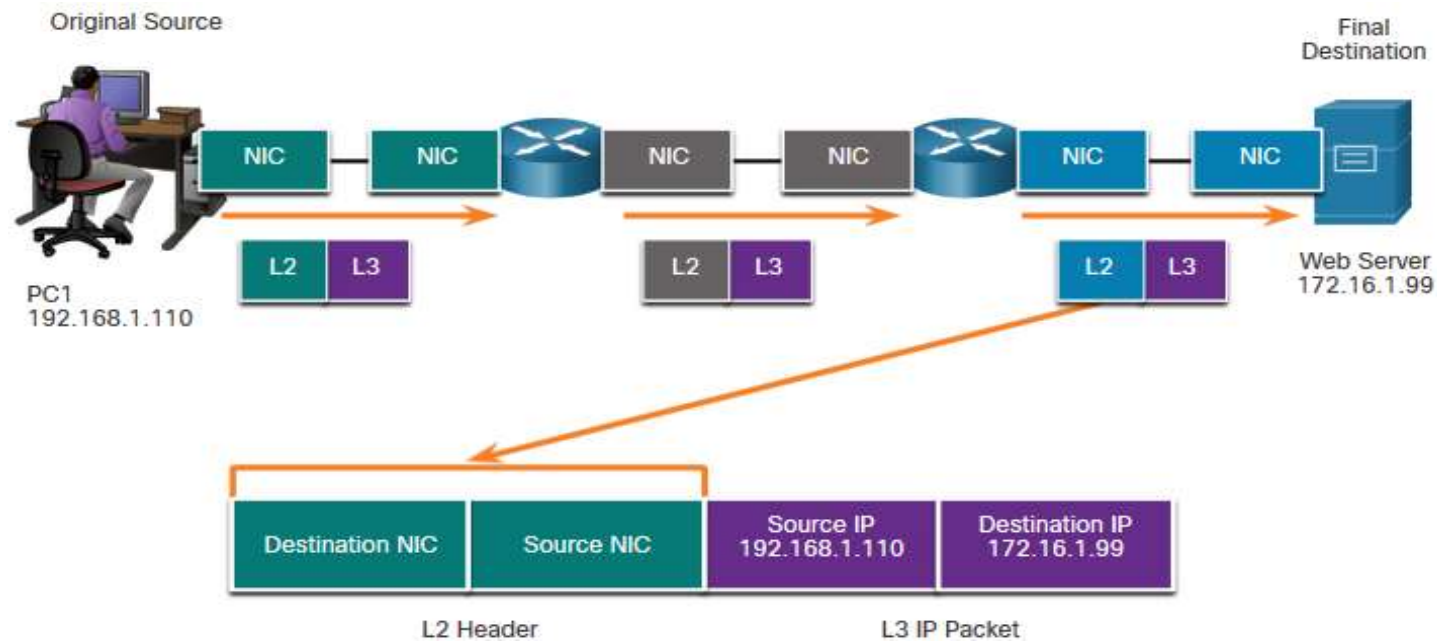 Original Source
Final
Destination
NIC
NIC
NIC
NIC
NIC
NIC
L2
L3
L2
L3
L2
L3
PC1
192.168.1.110
Web Server
172.16.1.99
Destination NIC
Source NIC
Source IP
192.168.1.110
Destination IP
172.16.1.99
L2 Header
L3 IP Packet